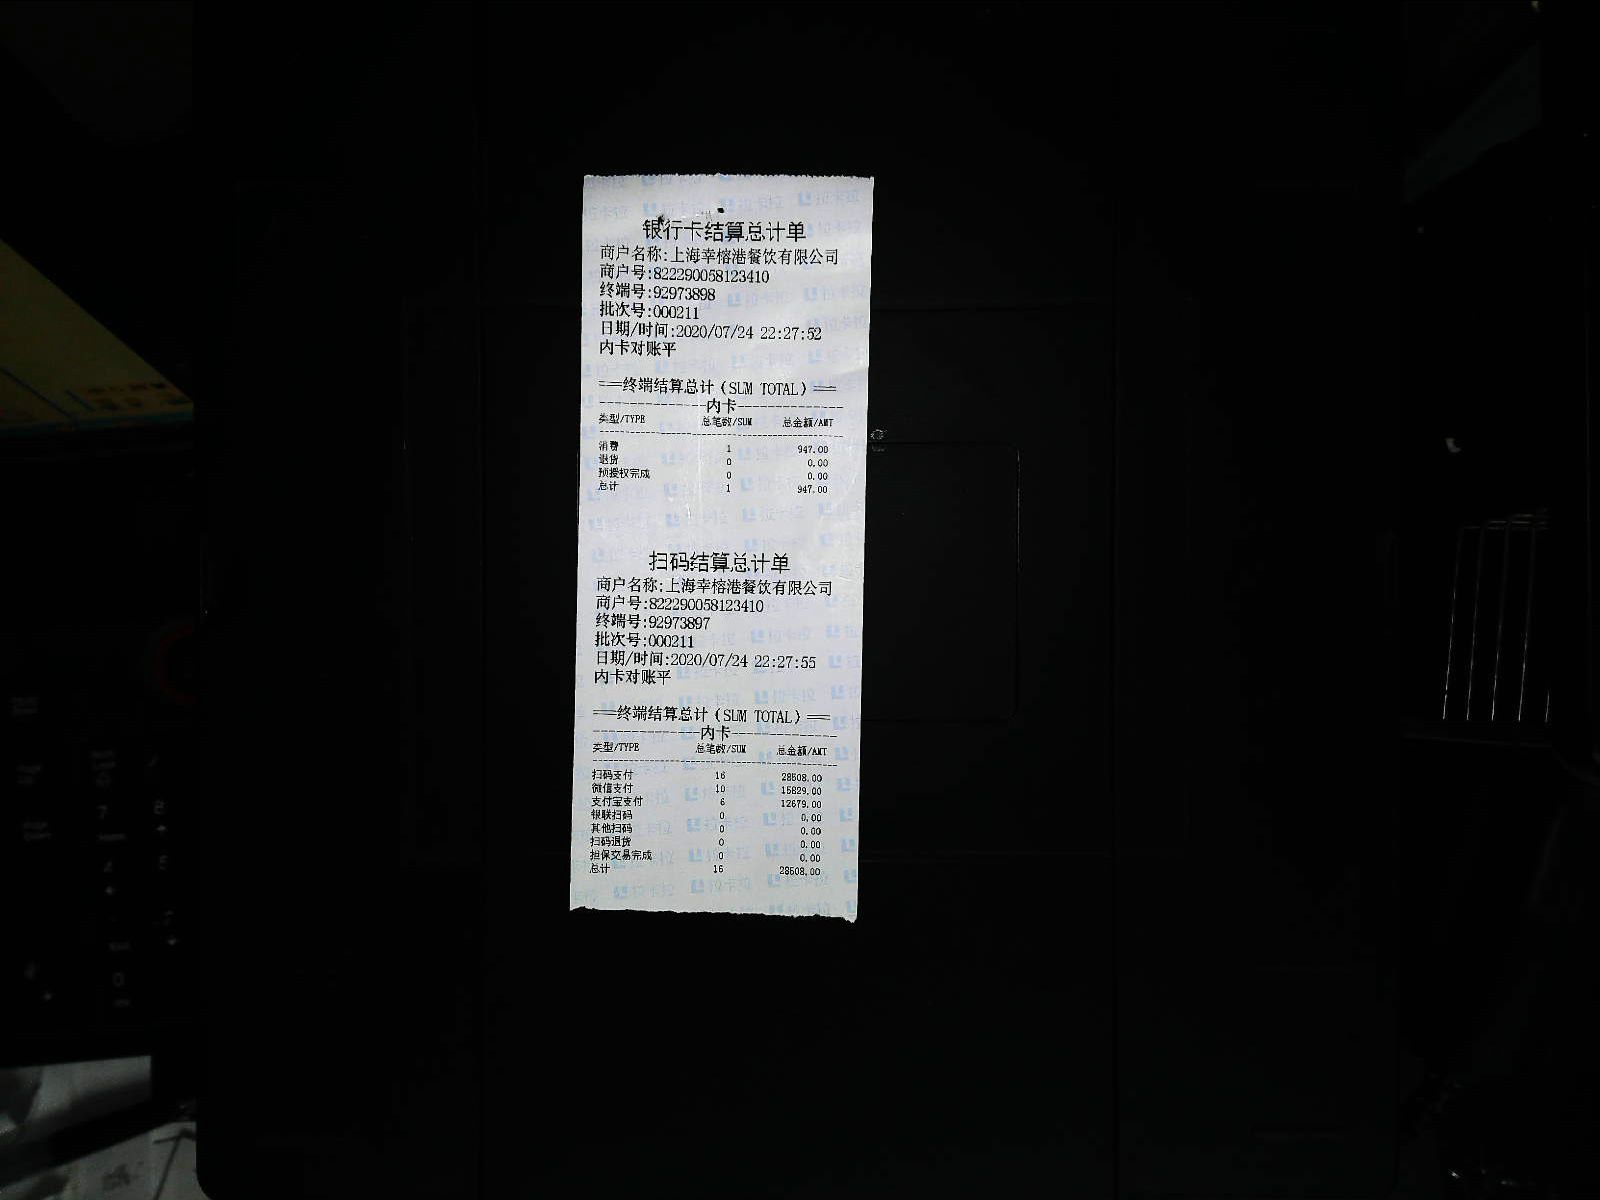 银行卡结算总计单
商户名称:上海幸榕港餐饮有限公司
商户号:822290058123410
终端号:92973898
批次号:000211
日期/时间:2020/07/24 22:27:52
内卡对账平
==终端结算总计(SUM TOTAL)==
内卡
类型/TYPE 总笔数/SUM 总金额/AMT
消费 1 947.00
退货 0 0.00
预授权完成 0 0.00
总计 1 947.00
扫码结算总计单
商户名称:上海幸榕港餐饮有限公司
商户号:822290058123410
终端号:92973897
批次号:000211
日期/时间:2020/07/24 22:27:55
内卡对账平
==终端结算总计(SUM TOTAL)==
内卡
类型/TYPE 总笔数/SUM 总金额/AMT
扫码支付 16 28508.00
微信支付 10 15829.00
支付宝支付 6 12679.00
银联扫码 0 0.00
其他扫码 0 0.00
扫码退货 0 0.00
担保交易完成 0 0.00
总计 16 28508.00